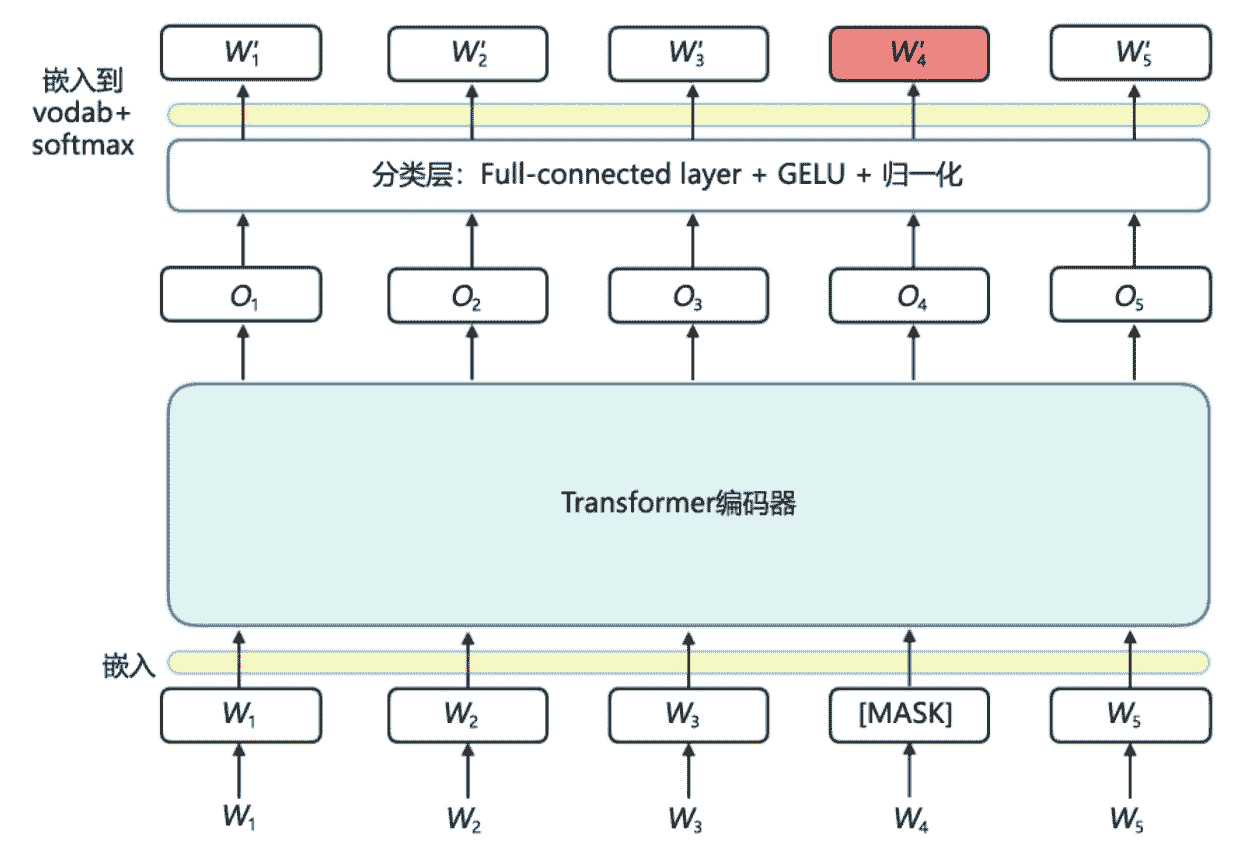 W′₁ W′₂ W′₃ W′₄ W′₅
嵌入到
vodab+
softmax
分类层：Full-connected layer + GELU + 归一化
O₁ O₂ O₃ O₄ O₅
Transformer编码器
嵌入
W₁ W₂ W₃ [MASK] W₅
W₁ W₂ W₃ W₄ W₅